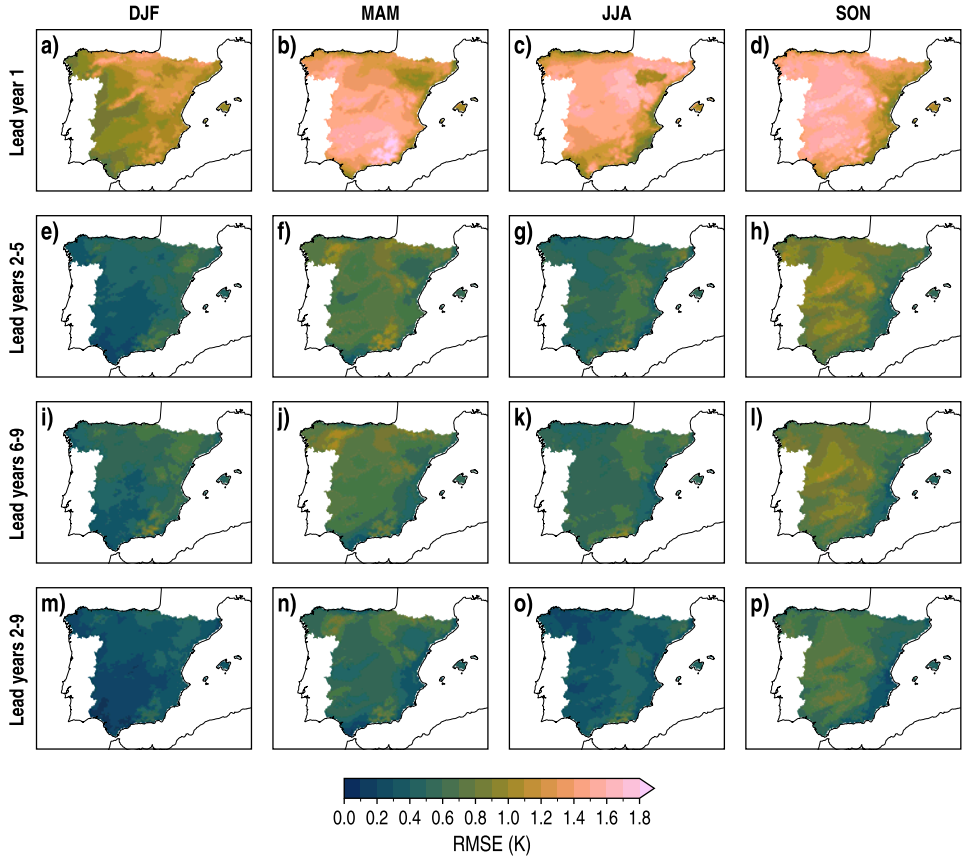 DJF MAM JJA SON
Lead year 1
a) b) c) d)
Lead years 2-5
e) f) g) h)
Lead years 6-9
i) j) k) l)
Lead years 2-9
m) n) o) p)
0.0 0.2 0.4 0.6 0.8 1.0 1.2 1.4 1.6 1.8
RMSE (K)